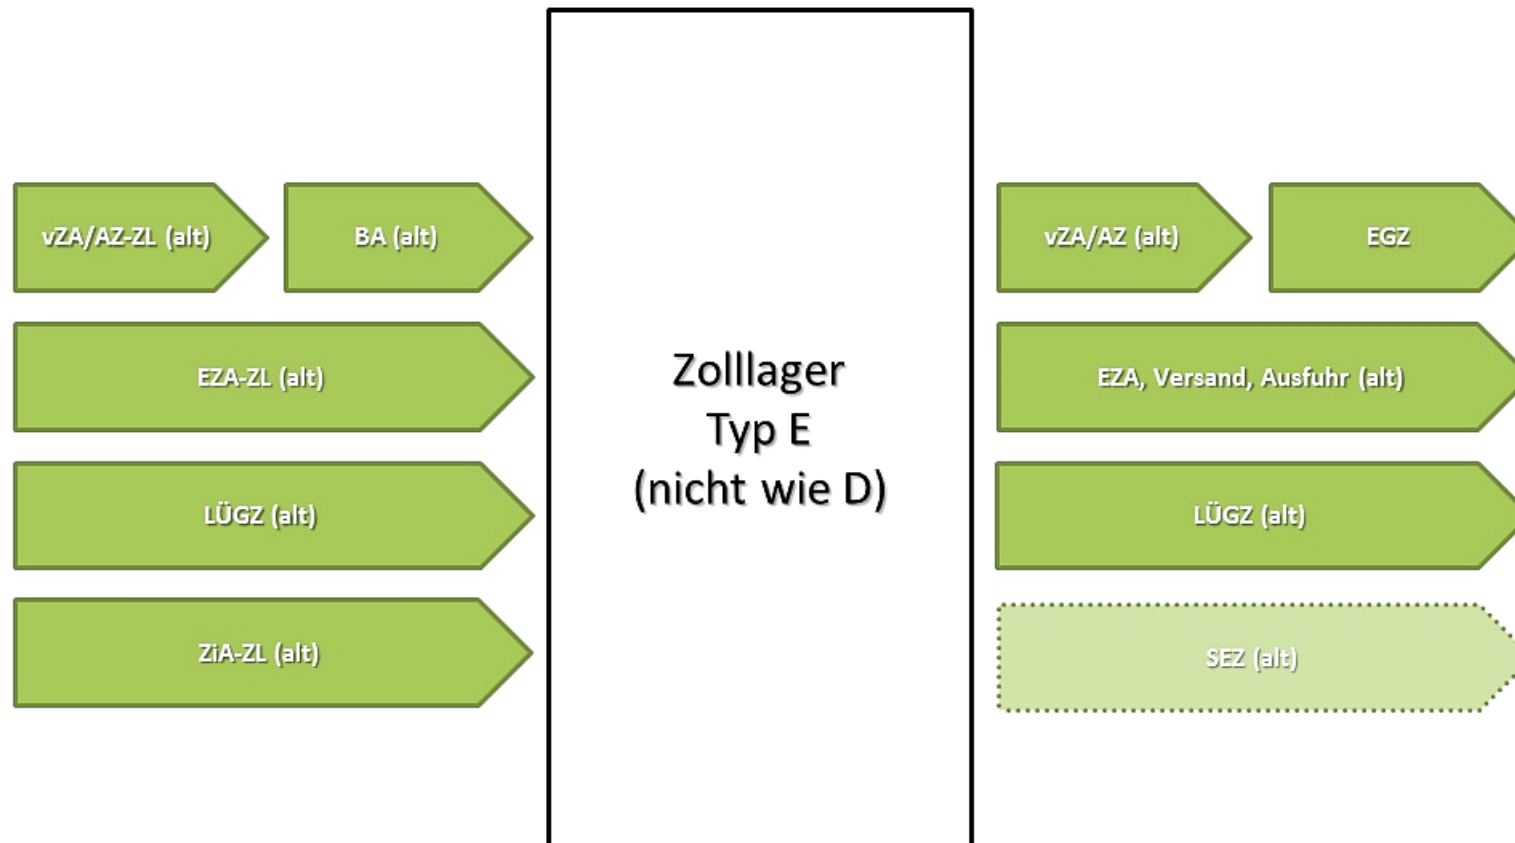 vZA/AZ-ZL (alt)
BA (alt)
EZA-ZL (alt)
LÜGZ (alt)
ZiA-ZL (alt)
Zolllager
Typ E
(nicht wie D)
vZA/AZ (alt)
EGZ
EZA, Versand, Ausfuhr (alt)
LÜGZ (alt)
SEZ (alt)